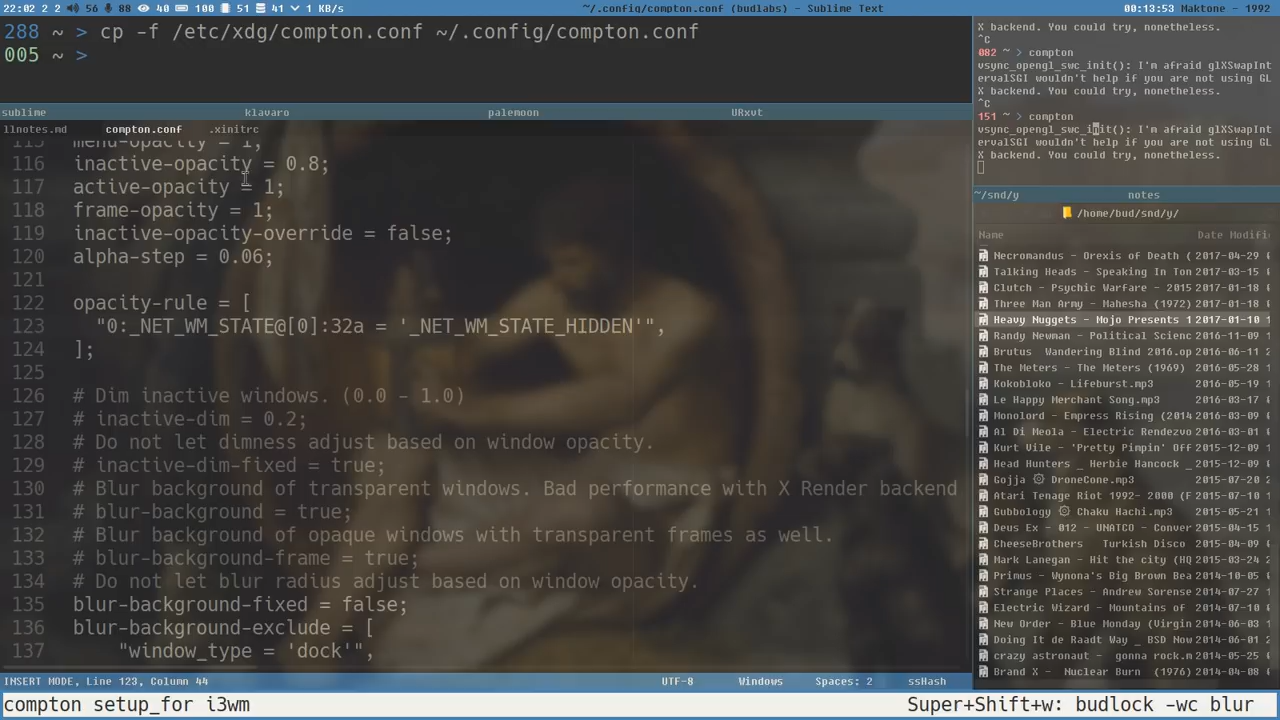 22:02 2 2 56 88 40 100 51 41 1 KB/s
~/.config/compton.conf (budlabs) - Sublime Text
00:13:53 Maktone - 1992
288 ~ > cp -f /etc/xdg/compton.conf ~/.config/compton.conf
005 ~ >
sublime klavaro palemoon URxvt
llnotes.md compton.conf .xinitrc
115 menu-opacity = 1;
116 inactive-opacity = 0.8;
117 active-opacity = 1;
118 frame-opacity = 1;
119 inactive-opacity-override = false;
120 alpha-step = 0.06;
121
122 opacity-rule = [
123 "0:_NET_WM_STATE@[0]:32a = '_NET_WM_STATE_HIDDEN'",
124 ];
125
126 # Dim inactive windows. (0.0 - 1.0)
127 # inactive-dim = 0.2;
128 # Do not let dimness adjust based on window opacity.
129 # inactive-dim-fixed = true;
130 # Blur background of transparent windows. Bad performance with X Render backend
131 # blur-background = true;
132 # Blur background of opaque windows with transparent frames as well.
133 # blur-background-frame = true;
134 # Do not let blur radius adjust based on window opacity.
135 blur-background-fixed = false;
136 blur-background-exclude = [
137 "window_type = 'dock'",
INSERT MODE, Line 123, Column 44 UTF-8 Windows Spaces: 2 ssHash
X backend. You could try, nonetheless.
^C
082 ~ > compton
vsync_opengl_swc_init(): I'm afraid glXSwapInt
ervalSGI wouldn't help if you are not using GL
X backend. You could try, nonetheless.
^C
151 ~ > compton
vsync_opengl_swc_init(): I'm afraid glXSwapInt
ervalSGI wouldn't help if you are not using GL
X backend. You could try, nonetheless.
~/snd/y notes
/home/bud/snd/y/
Name Date Modifi
Necromandus - Orexis of Death ( 2017-04-29
Talking Heads - Speaking In Ton 2017-03-15
Clutch - Psychic Warfare - 2015 2017-01-18
Three Man Army - Mahesha (1972) 2017-01-18
Heavy Nuggets - Mojo Presents 1 2017-01-10
Randy Newman - Political Scienc 2016-11-09
Brutus Wandering Blind 2016.op 2016-06-11
The Meters - The Meters (1969) 2016-05-28
Kokobloko - Lifeburst.mp3 2016-05-19
Le Happy Merchant Song.mp3 2016-03-17
Monolord - Empress Rising (2014 2016-03-01
Al Di Meola - Electric Rendezvo 2016-03-01
Kurt Vile - 'Pretty Pimpin' Off 2015-12-09
Head Hunters _ Herbie Hancock _ 2015-12-09
Gojja ۞ DroneCone.mp3 2015-07-20
Atari Tenage Riot 1992- 2000 (F 2015-07-10
Gubbology ۞ Chaku Hachi.mp3 2015-05-21
Deus Ex - 012 - UNATCO - Conver 2015-04-15
CheeseBrothers Turkish Disco 2015-04-09
Mark Lanegan - Hit the city (HQ 2015-03-24
Primus - Wynona's Big Brown Bea 2014-10-05
Strange Places - Andrew Sorense 2014-07-27
Electric Wizard - Mountains of 2014-07-10
New Order - Blue Monday (Virgin 2014-06-03
Doing It de Raadt Way _ BSD Now 2014-06-01
crazy astronaut - gonna rock.m 2014-05-25
Brand X - Nuclear Burn (1976) 2014-04-08
compton setup_for i3wm Super+Shift+w: budlock -wc blur